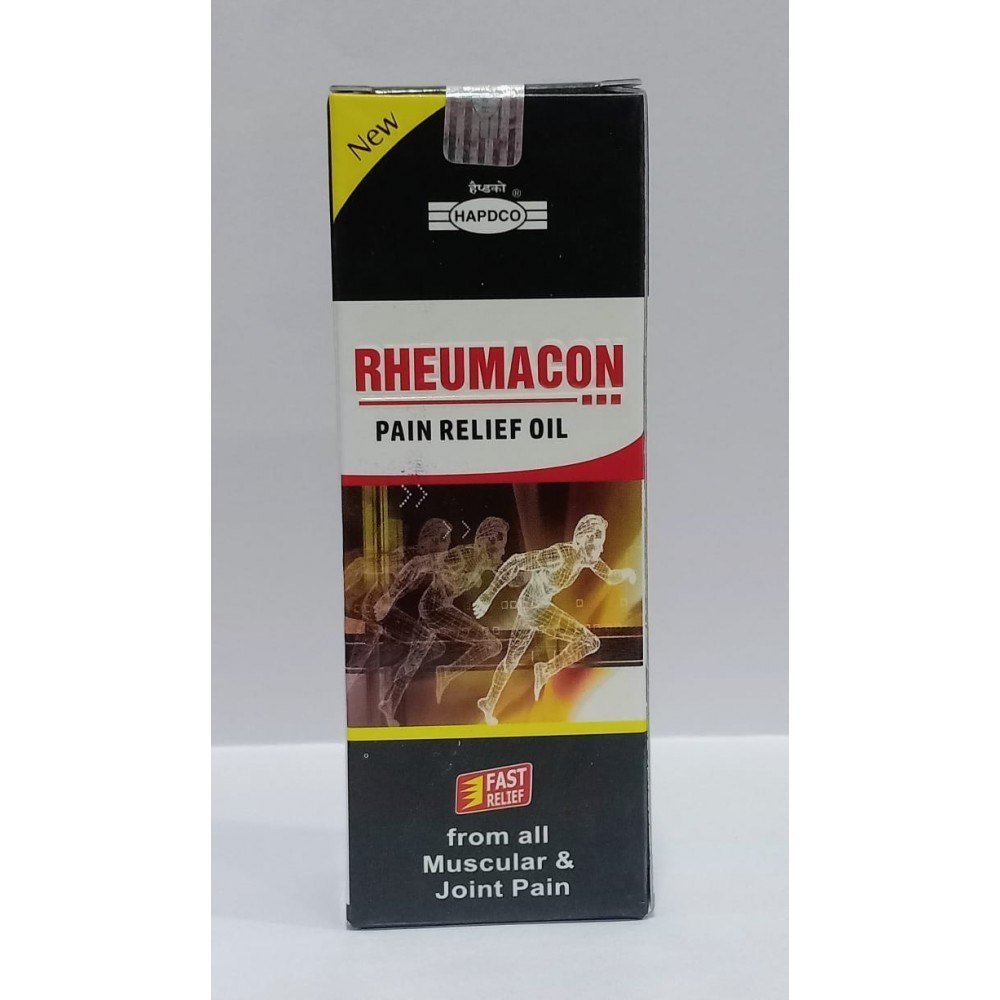 New
हैप्डको
®
HAPDCO
RHEUMACON
PAIN RELIEF OIL
FAST
RELIEF
from all
Muscular &
Joint Pain